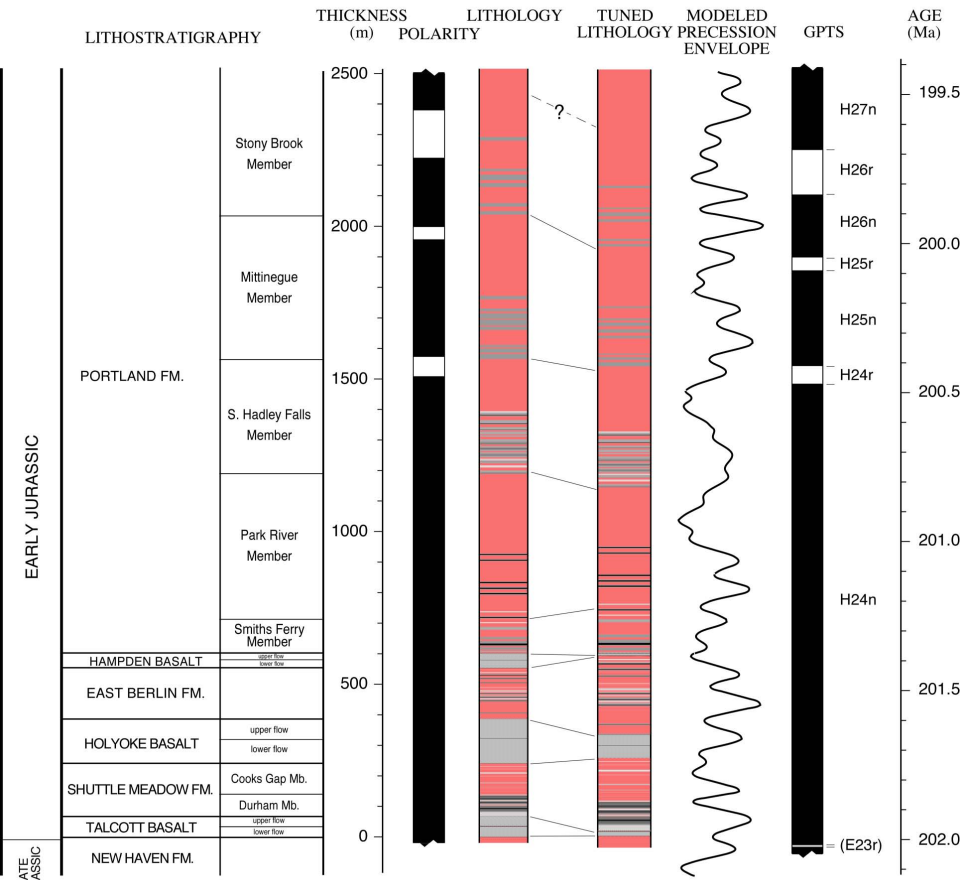 THICKNESS LITHOLOGY TUNED MODELED AGE
LITHOSTRATIGRAPHY (m) POLARITY LITHOLOGY PRECESSION GPTS (Ma)
ENVELOPE
2500
199.5
H27n
?
Stony Brook
Member
H26r
2000
H26n
200.0
H25r
Mittinegue
Member
H25n
1500
H24r
PORTLAND FM.
200.5
S. Hadley Falls
Member
EARLY JURASSIC
1000
Park River
Member
201.0
H24n
Smiths Ferry
Member
HAMPDEN BASALT
upper flow
lower flow
500
EAST BERLIN FM.
201.5
HOLYOKE BASALT
upper flow
lower flow
SHUTTLE MEADOW FM.
Cooks Gap Mb.
Durham Mb.
TALCOTT BASALT
upper flow
lower flow
0
202.0
(E23r)
NEW HAVEN FM.
ATE
ASSIC